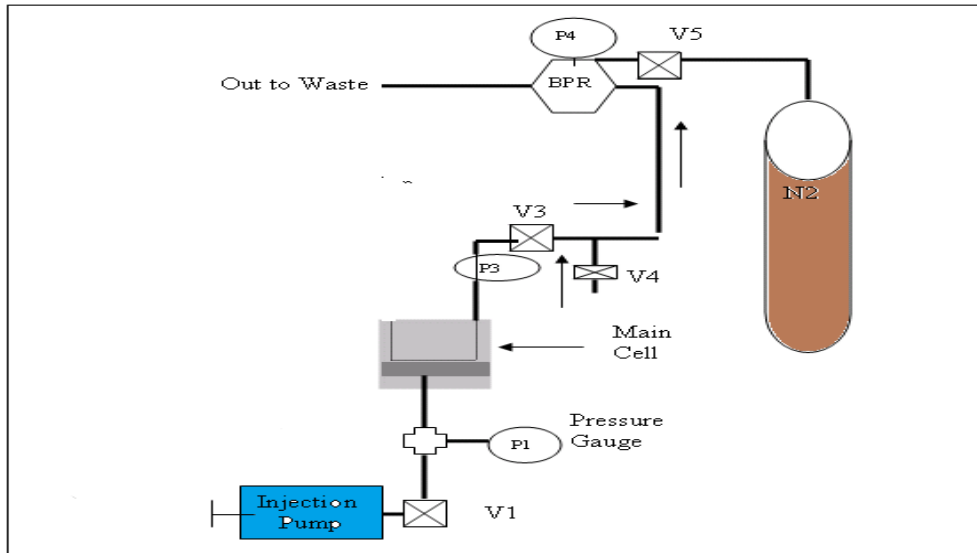 P4
V5
Out to Waste
BPR
N2
V3
P3
V4
Main
Cell
Pressure
Gauge
P1
Injection
Pump
V1